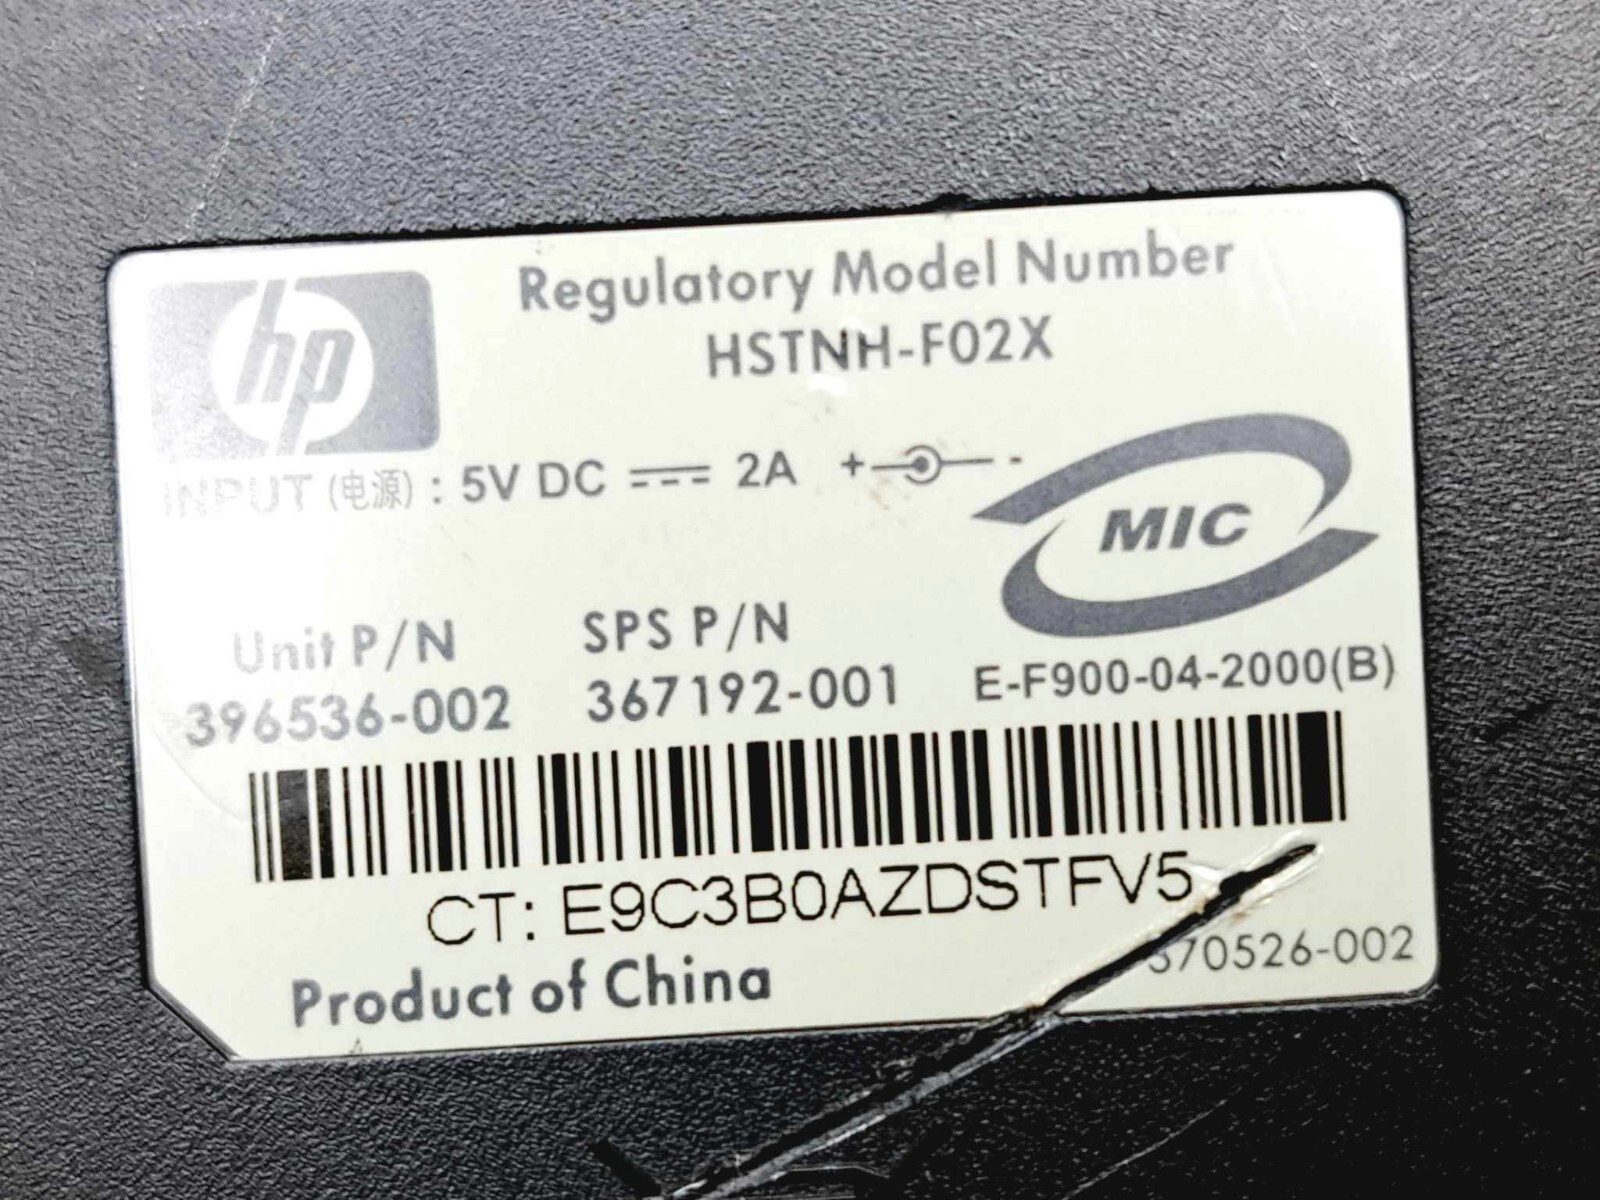 hp
Regulatory Model Number
HSTNH-F02X
INPUT (电源) : 5V DC ⎓ 2A + -
MIC
Unit P/N
396536-002
SPS P/N
367192-001
E-F900-04-2000(B)
CT: E9C3B0AZDSTFV5
370526-002
Product of China